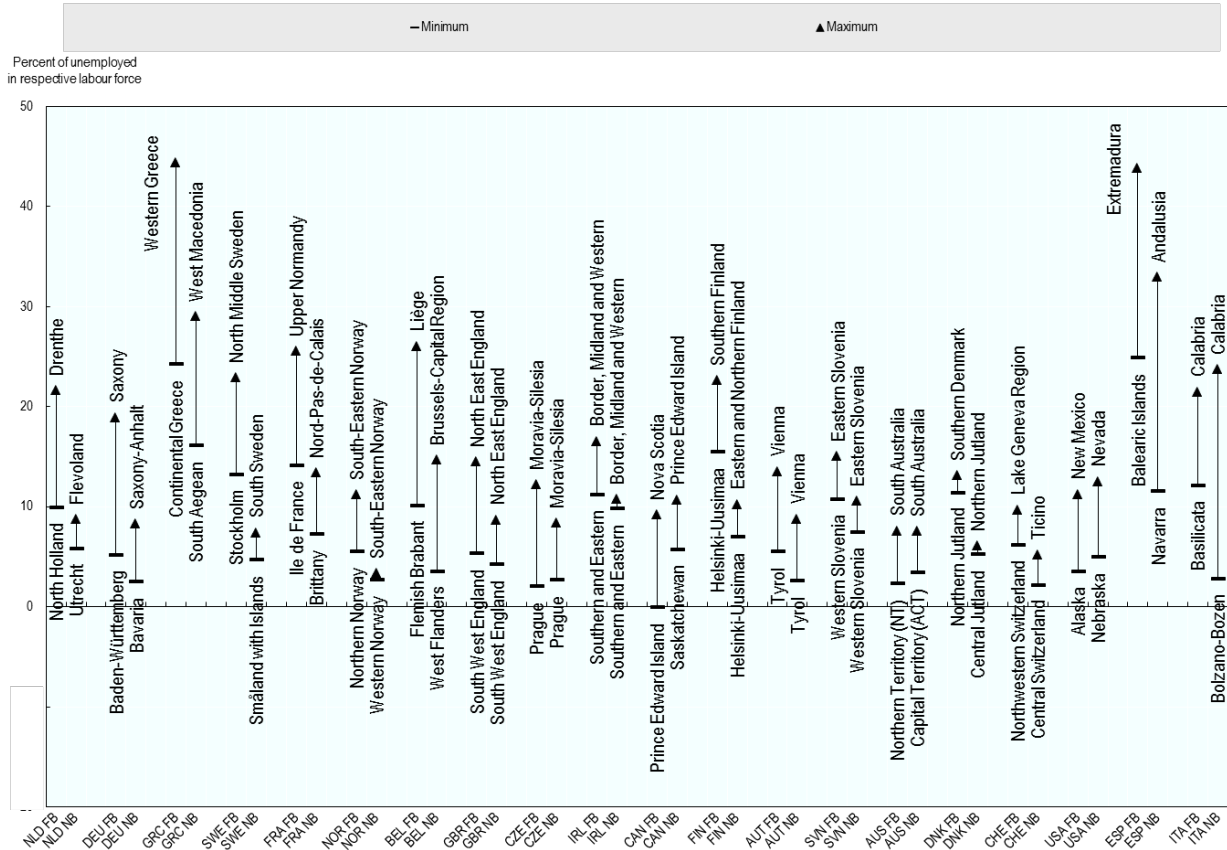 Minimum
Maximum
Percent of unemployed
in respective labour force
50
40
30
20
10
0
North Holland
Drenthe
Utrecht
Flevoland
Baden-Württemberg
Saxony
Bavaria
Saxony-Anhalt
Continental Greece
Western Greece
South Aegean
West Macedonia
Stockholm
North Middle Sweden
Småland with Islands
South Sweden
Ile de France
Upper Normandy
Brittany
Nord-Pas-de-Calais
Northern Norway
South-Eastern Norway
Western Norway
South-Eastern Norway
Flemish Brabant
Liège
West Flanders
Brussels-Capital Region
South West England
North East England
South West England
North East England
Prague
Moravia-Silesia
Prague
Moravia-Silesia
Southern and Eastern
Border, Midland and Western
Southern and Eastern
Border, Midland and Western
Prince Edward Island
Nova Scotia
Saskatchewan
Prince Edward Island
Helsinki-Uusimaa
Southern Finland
Helsinki-Uusimaa
Eastern and Northern Finland
Tyrol
Vienna
Tyrol
Vienna
Western Slovenia
Eastern Slovenia
Western Slovenia
Eastern Slovenia
Northern Territory (NT)
South Australia
Capital Territory (ACT)
South Australia
Northern Jutland
Southern Denmark
Central Jutland
Northern Jutland
Northwestern Switzerland
Lake Geneva Region
Central Switzerland
Ticino
Alaska
New Mexico
Nebraska
Nevada
Balearic Islands
Extremadura
Navarra
Andalusia
Basilicata
Calabria
Bolzano-Bozen
Calabria
NLD FB
NLD NB
DEU FB
DEU NB
GRC FB
GRC NB
SWE FB
SWE NB
FRA FB
FRA NB
NOR FB
NOR NB
BEL FB
BEL NB
GBR FB
GBR NB
CZE FB
CZE NB
IRL FB
IRL NB
CAN FB
CAN NB
FIN FB
FIN NB
AUT FB
AUT NB
SVN FB
SVN NB
AUS FB
AUS NB
DNK FB
DNK NB
CHE FB
CHE NB
USA FB
USA NB
ESP FB
ESP NB
ITA FB
ITA NB